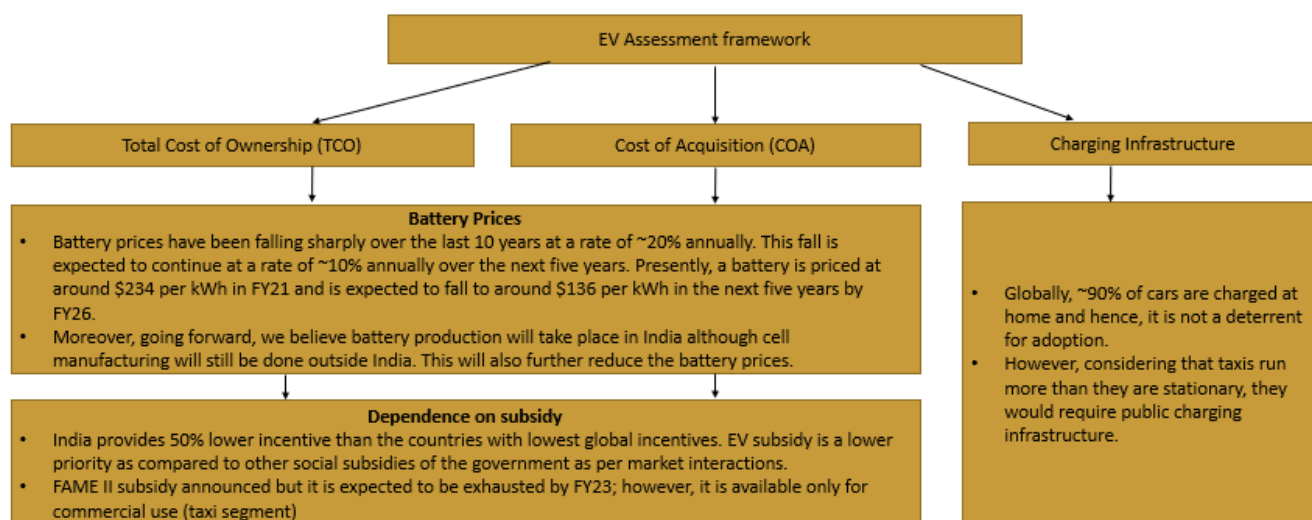 EV Assessment framework
Total Cost of Ownership (TCO)
Cost of Acquisition (COA)
Charging Infrastructure
Battery Prices
• Battery prices have been falling sharply over the last 10 years at a rate of ~20% annually. This fall is
expected to continue at a rate of ~10% annually over the next five years. Presently, a battery is priced at
around $234 per kWh in FY21 and is expected to fall to around $136 per kWh in the next five years by
FY26.
• Moreover, going forward, we believe battery production will take place in India although cell
manufacturing will still be done outside India. This will also further reduce the battery prices.
Dependence on subsidy
• India provides 50% lower incentive than the countries with lowest global incentives. EV subsidy is a lower
priority as compared to other social subsidies of the government as per market interactions.
• FAME II subsidy announced but it is expected to be exhausted by FY23; however, it is available only for
commercial use (taxi segment)
• Globally, ~90% of cars are charged at
home and hence, it is not a deterrent
for adoption.
• However, considering that taxis run
more than they are stationary, they
would require public charging
infrastructure.